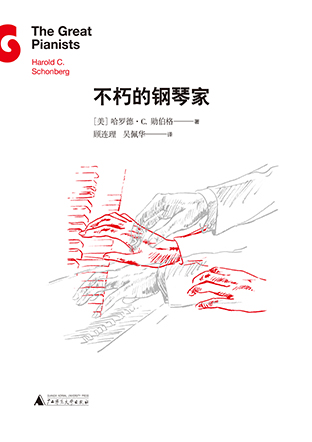 The Great
Pianists
Harold C.
Schonberg
不朽的钢琴家
[美] 哈罗德·C. 勋伯格——著
顾连理 吴佩华——译
广西师范大学出版社